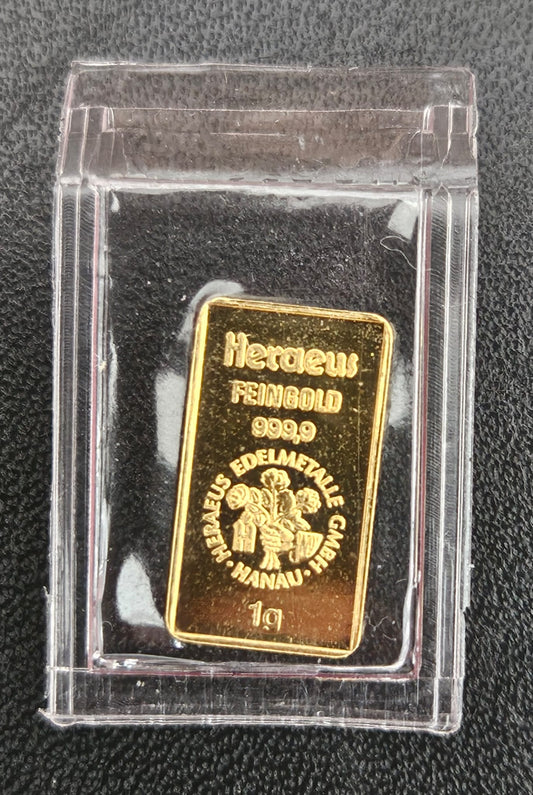 Heraeus
FEINGOLD
999,9
HERAEUS EDELMETALLE GMBH
· HANAU ·
1g